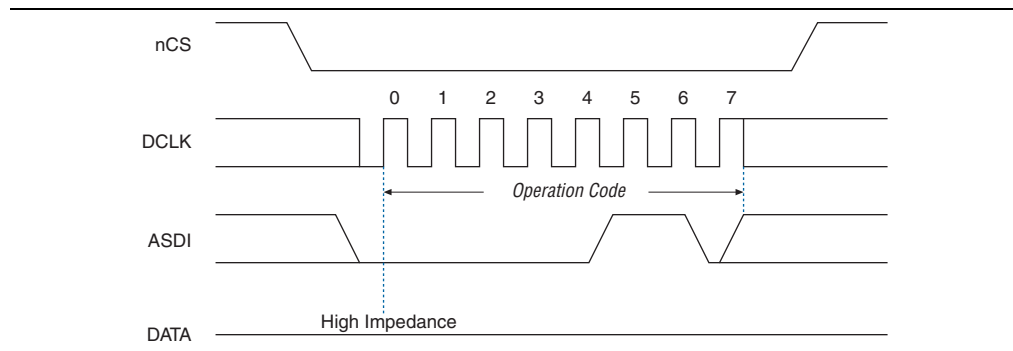 nCS
0 1 2 3 4 5 6 7
DCLK
Operation Code
ASDI
High Impedance
DATA